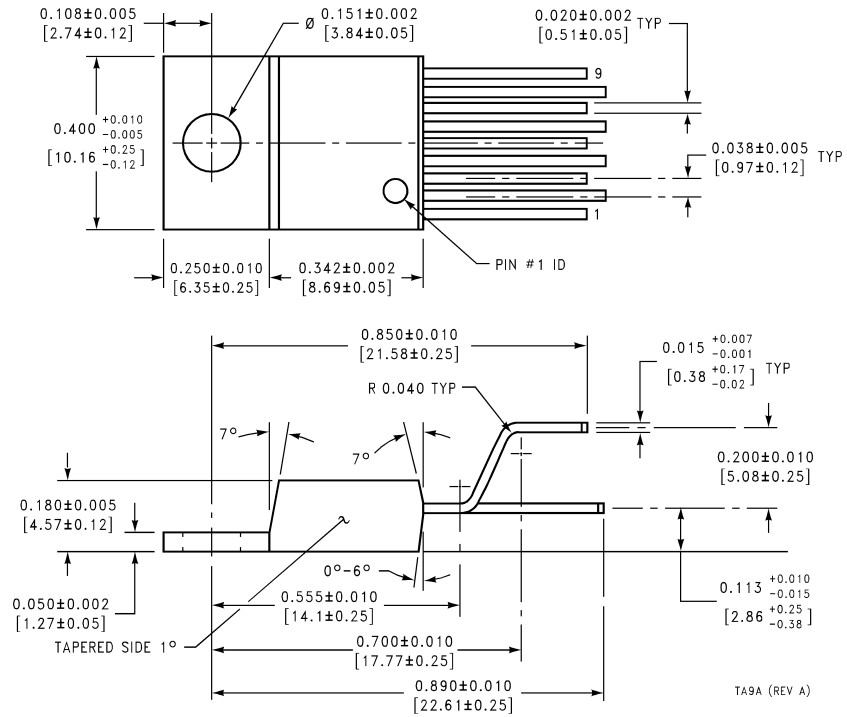 0.108±0.005
[2.74±0.12]
Ø 0.151±0.002
[3.84±0.05]
0.020±0.002 TYP
[0.51±0.05]
9
0.400 +0.010 -0.005
[10.16 +0.25 -0.12]
0.038±0.005 TYP
[0.97±0.12]
1
PIN #1 ID
0.250±0.010
[6.35±0.25]
0.342±0.002
[8.69±0.05]
0.850±0.010
[21.58±0.25]
0.015 +0.007 -0.001
[0.38 +0.17 -0.02] TYP
R 0.040 TYP
7°
7°
0.200±0.010
[5.08±0.25]
0.180±0.005
[4.57±0.12]
0°-6°
0.050±0.002
[1.27±0.05]
0.555±0.010
[14.1±0.25]
0.113 +0.010 -0.015
[2.86 +0.25 -0.38]
TAPERED SIDE 1°
0.700±0.010
[17.77±0.25]
0.890±0.010
[22.61±0.25]
TA9A (REV A)